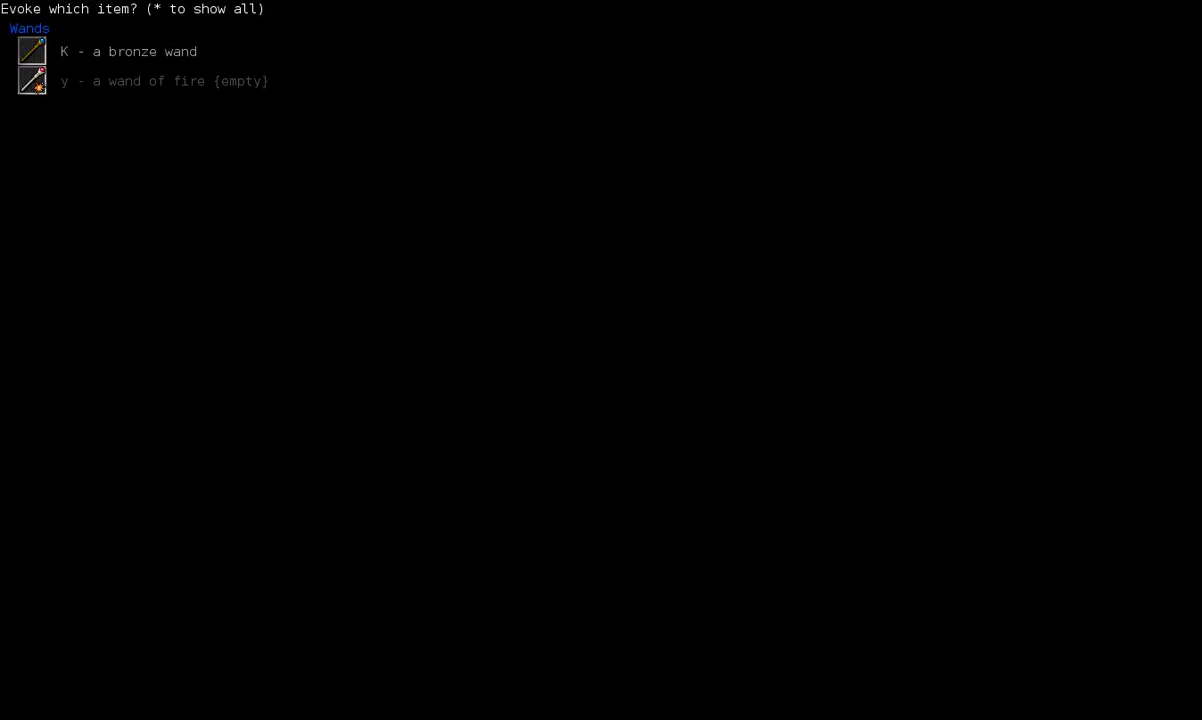 Evoke which item? (* to show all)
Wands
K - a bronze wand
y - a wand of fire {empty}